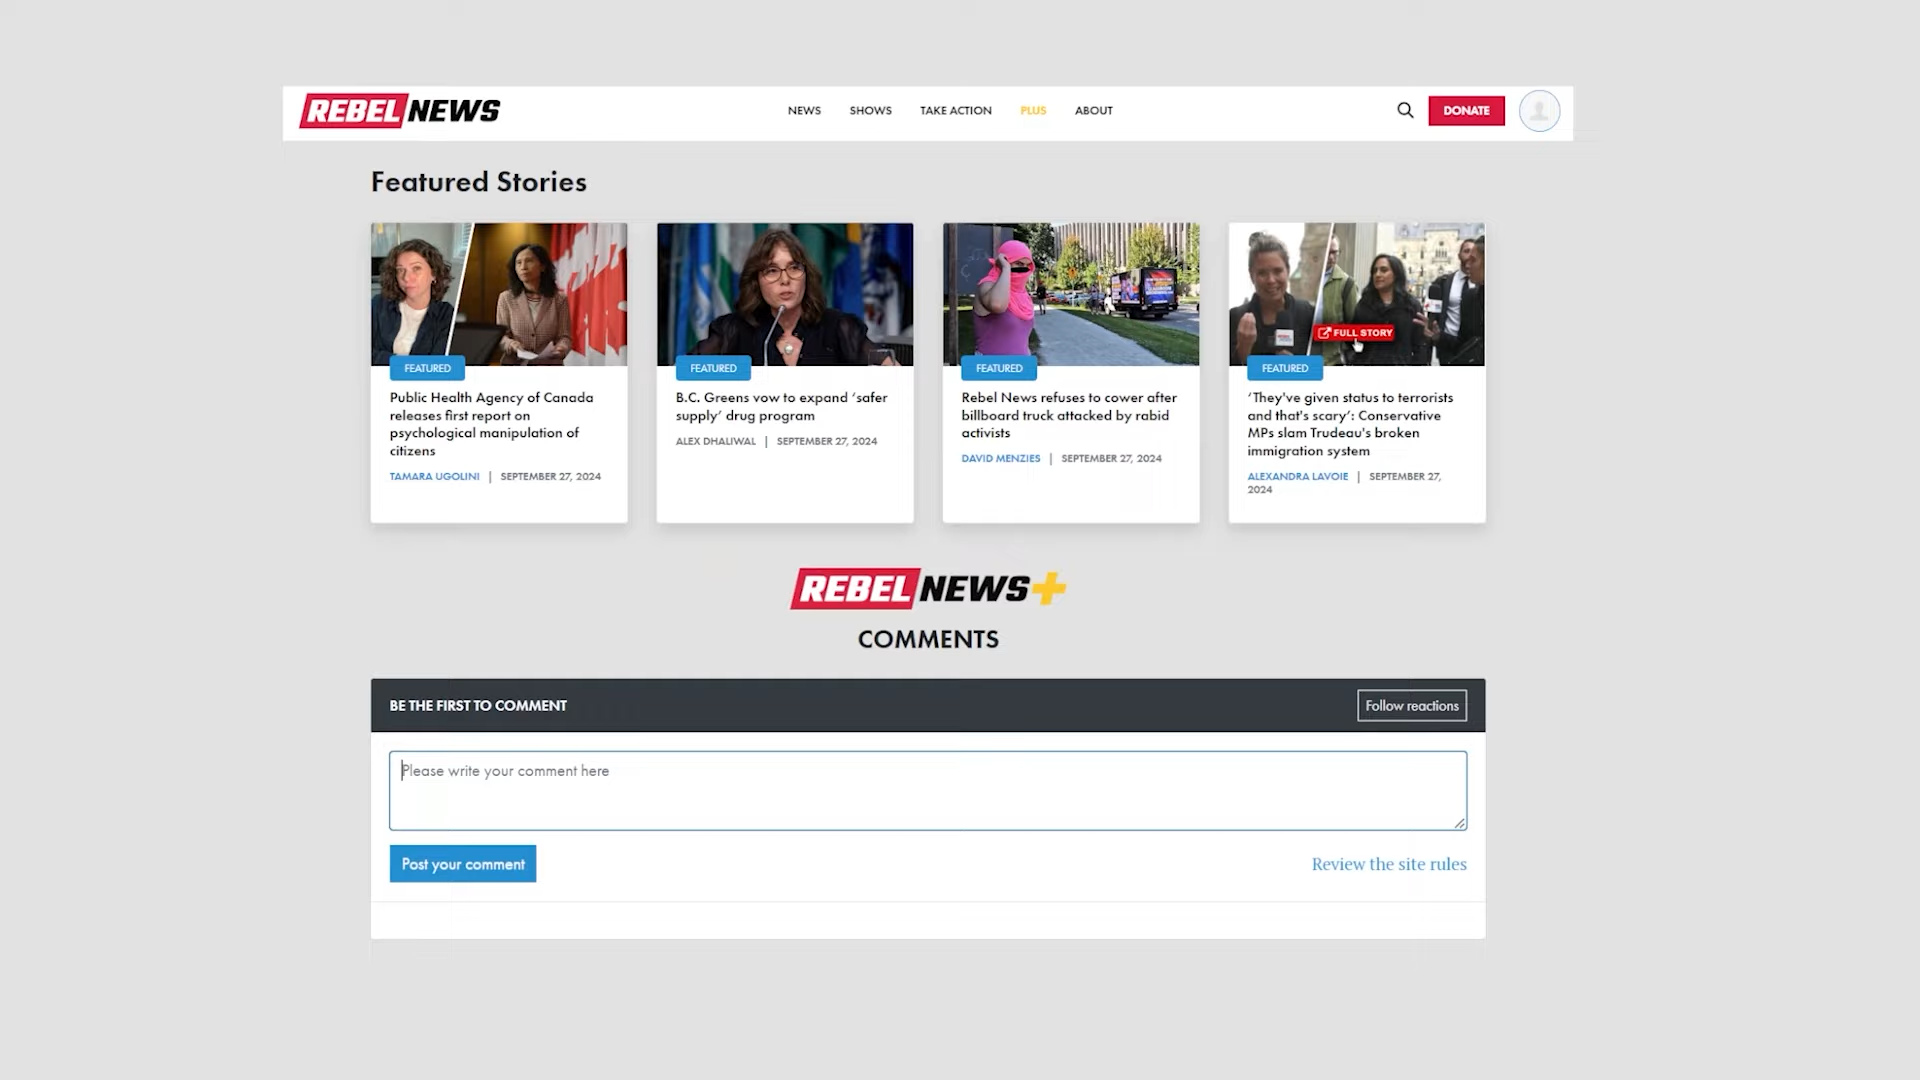 REBEL NEWS
NEWS
SHOWS
TAKE ACTION
PLUS
ABOUT
DONATE
Featured Stories
FEATURED
Public Health Agency of Canada
releases first report on
psychological manipulation of
citizens
TAMARA UGOLINI | SEPTEMBER 27, 2024
FEATURED
B.C. Greens vow to expand ‘safer
supply’ drug program
ALEX DHALIWAL | SEPTEMBER 27, 2024
FEATURED
Rebel News refuses to cower after
billboard truck attacked by rabid
activists
DAVID MENZIES | SEPTEMBER 27, 2024
FULL STORY
FEATURED
‘They've given status to terrorists
and that's scary’: Conservative
MPs slam Trudeau's broken
immigration system
ALEXANDRA LAVOIE | SEPTEMBER 27,
2024
REBEL NEWS+
COMMENTS
BE THE FIRST TO COMMENT
Follow reactions
Please write your comment here
Post your comment
Review the site rules